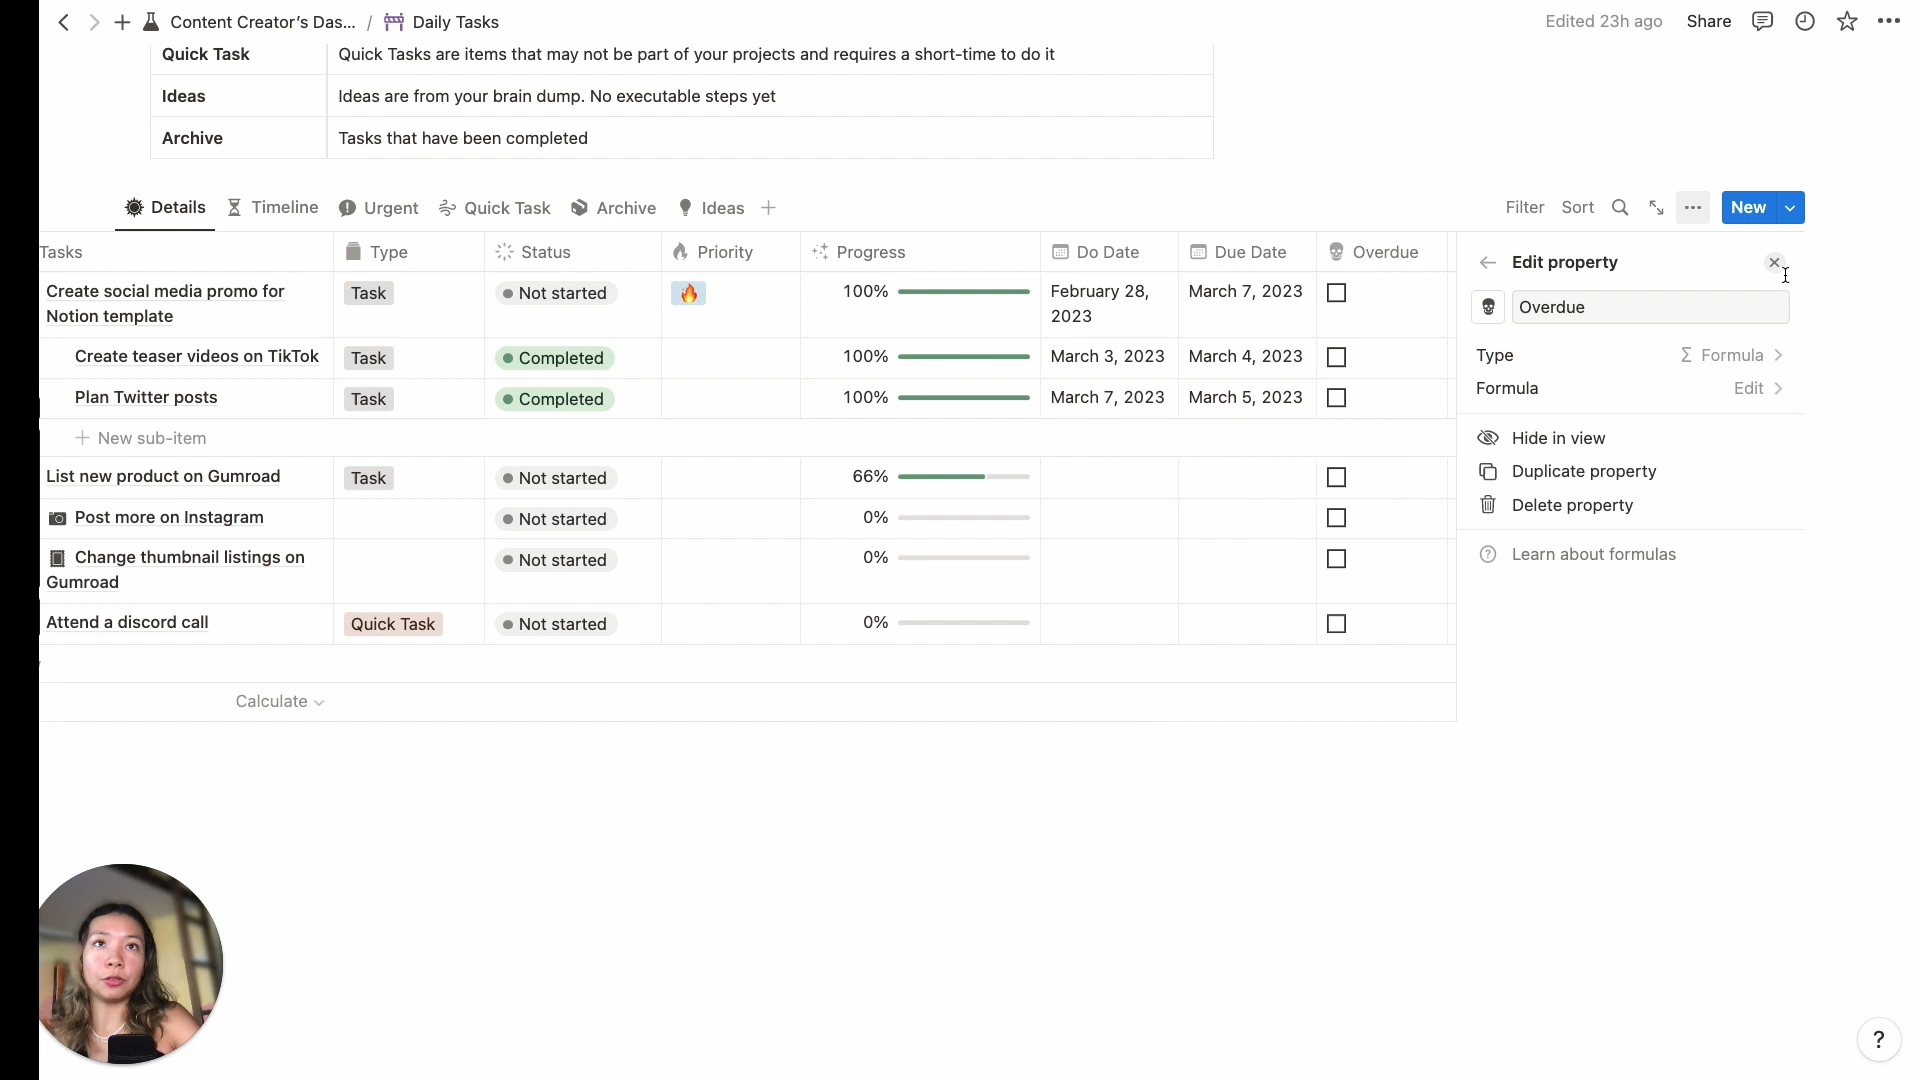 Content Creator's Das... / Daily Tasks
Edited 23h ago Share
Quick Task Quick Tasks are items that may not be part of your projects and requires a short-time to do it
Ideas Ideas are from your brain dump. No executable steps yet
Archive Tasks that have been completed
Details Timeline Urgent Quick Task Archive Ideas
Filter Sort New
Tasks Type Status Priority Progress Do Date Due Date Overdue
Create social media promo for Notion template Task Not started 100% February 28, 2023 March 7, 2023
Create teaser videos on TikTok Task Completed 100% March 3, 2023 March 4, 2023
Plan Twitter posts Task Completed 100% March 7, 2023 March 5, 2023
New sub-item
List new product on Gumroad Task Not started 66%
Post more on Instagram Not started 0%
Change thumbnail listings on Gumroad Not started 0%
Attend a discord call Quick Task Not started 0%
Calculate
Edit property
Overdue
Type Σ Formula
Formula Edit
Hide in view
Duplicate property
Delete property
Learn about formulas
?